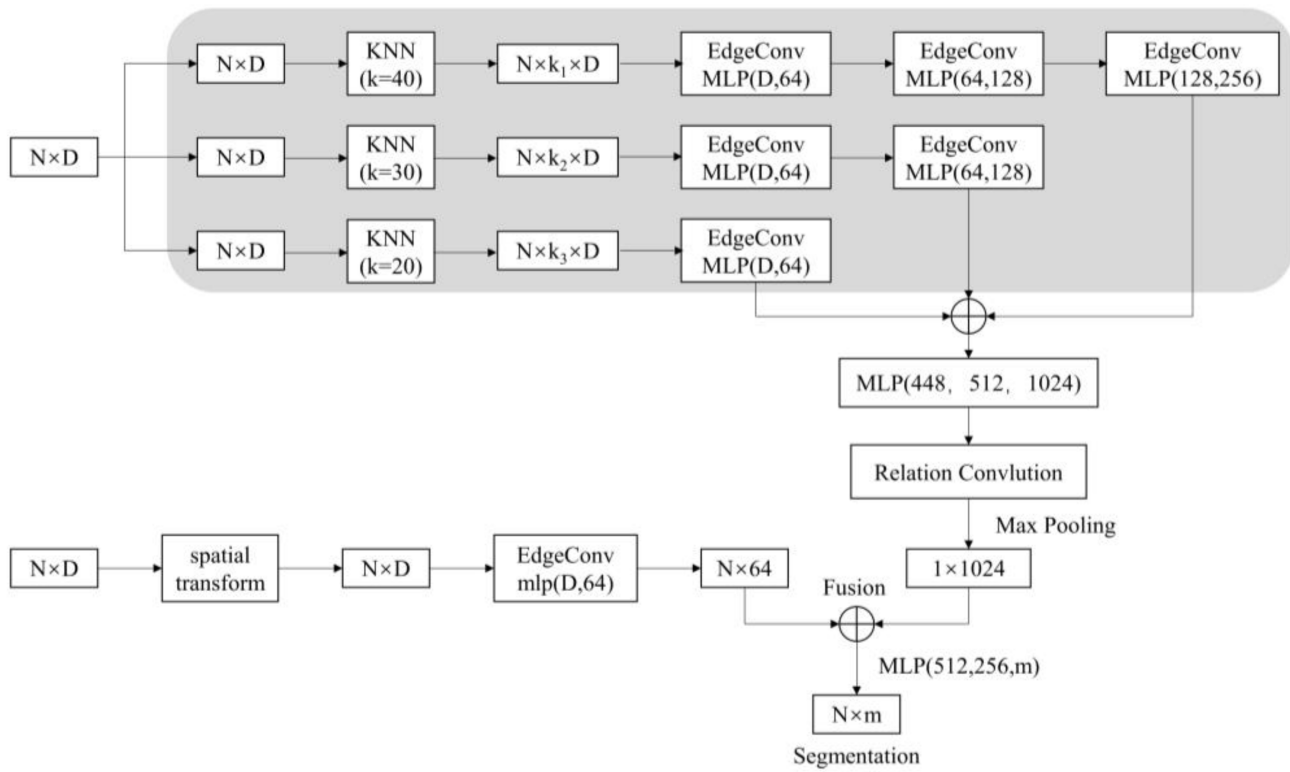 N×D
N×D
KNN
(k=40)
N×k₁×D
EdgeConv
MLP(D,64)
EdgeConv
MLP(64,128)
EdgeConv
MLP(128,256)
N×D
KNN
(k=30)
N×k₂×D
EdgeConv
MLP(D,64)
EdgeConv
MLP(64,128)
N×D
KNN
(k=20)
N×k₃×D
EdgeConv
MLP(D,64)
MLP(448, 512, 1024)
Relation Convlution
Max Pooling
N×D
spatial
transform
N×D
EdgeConv
mlp(D,64)
N×64
1×1024
Fusion
MLP(512,256,m)
N×m
Segmentation